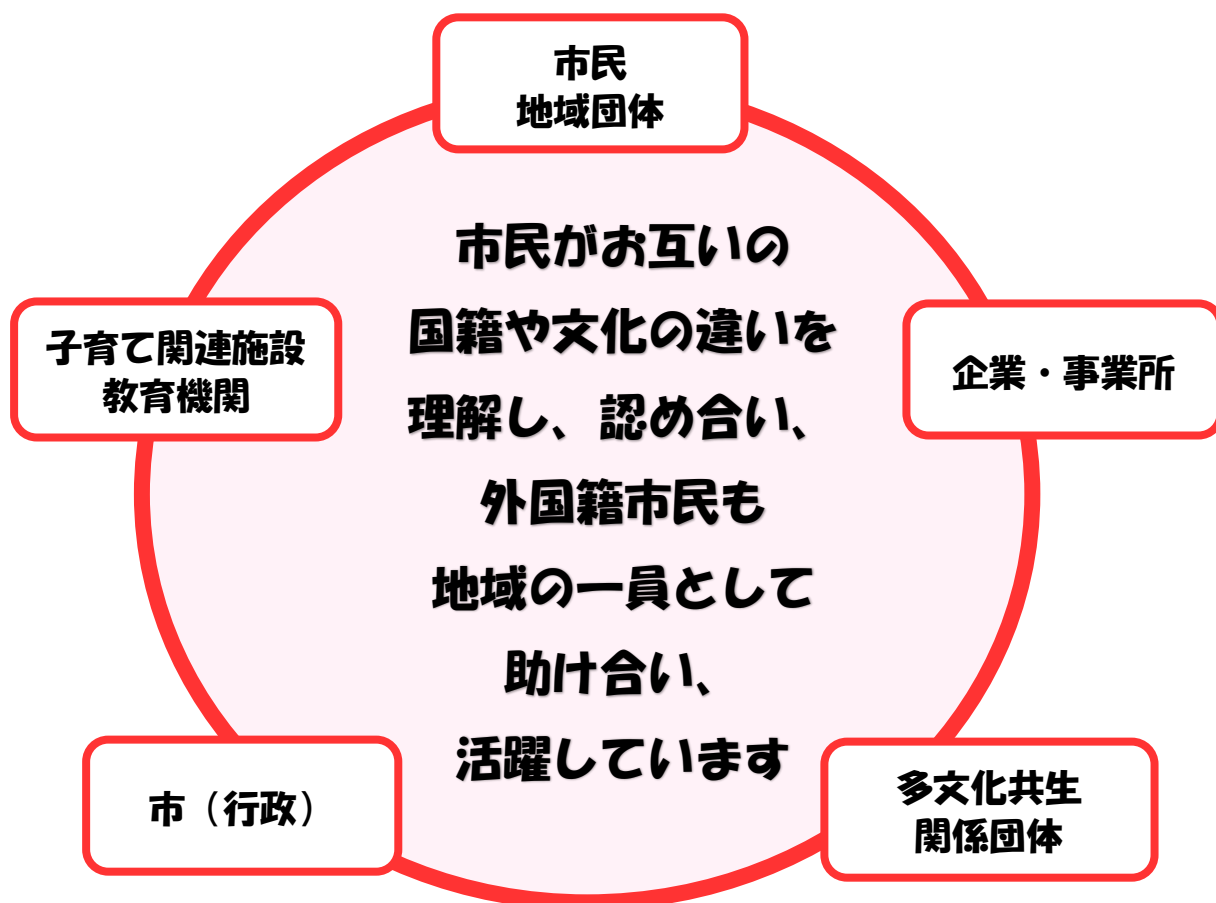 市民
地域団体
市民がお互いの
国籍や文化の違いを
理解し、認め合い、
外国籍市民も
地域の一員として
助け合い、
活躍しています
子育て関連施設
教育機関
企業・事業所
市（行政）
多文化共生
関係団体